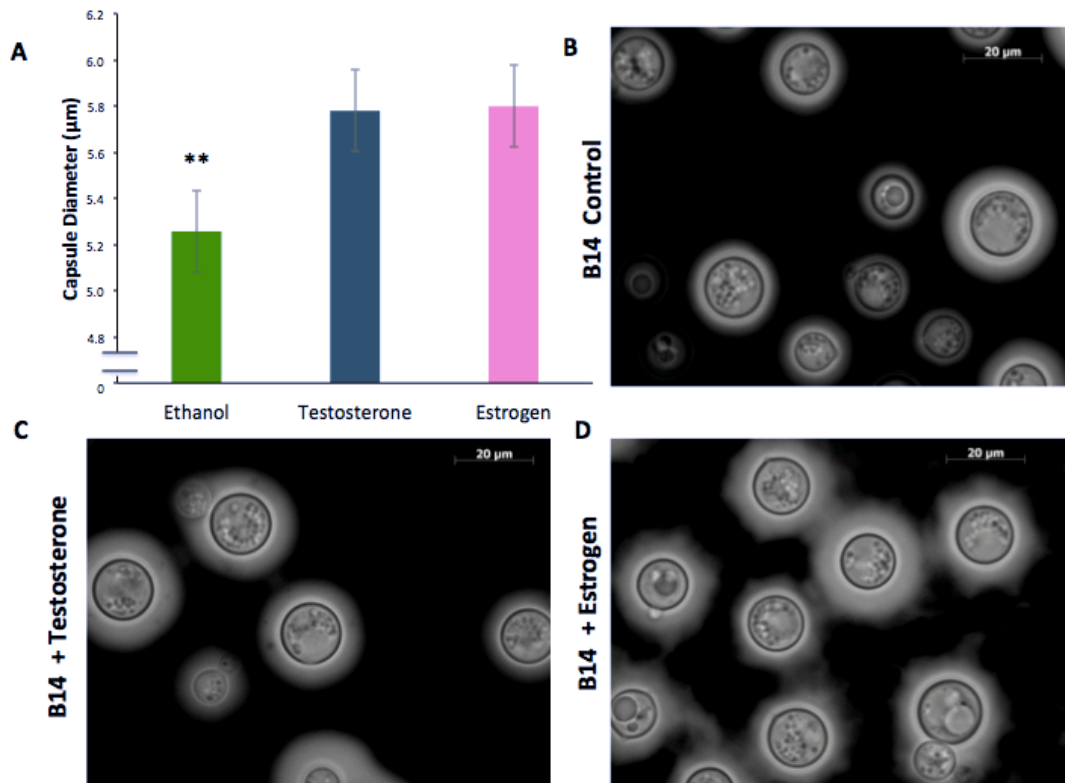 A
Capsule Diameter (µm)
6.2
6.0
5.8
5.6
5.4
5.2
5.0
4.8
0
**
Ethanol
Testosterone
Estrogen
B
B14 Control
20 µm
C
B14 + Testosterone
20 µm
D
B14 + Estrogen
20 µm